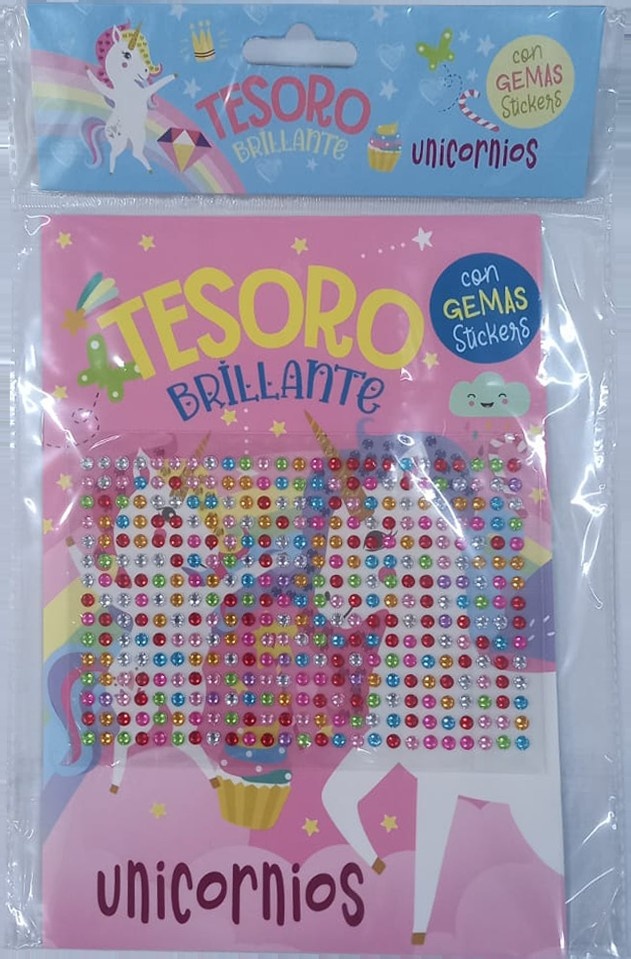 TESORO
BRILLANTE
con
GEMAS
Stickers
unicornios
TESORO
BRILLANTE
con
GEMAS
Stickers
unicornios